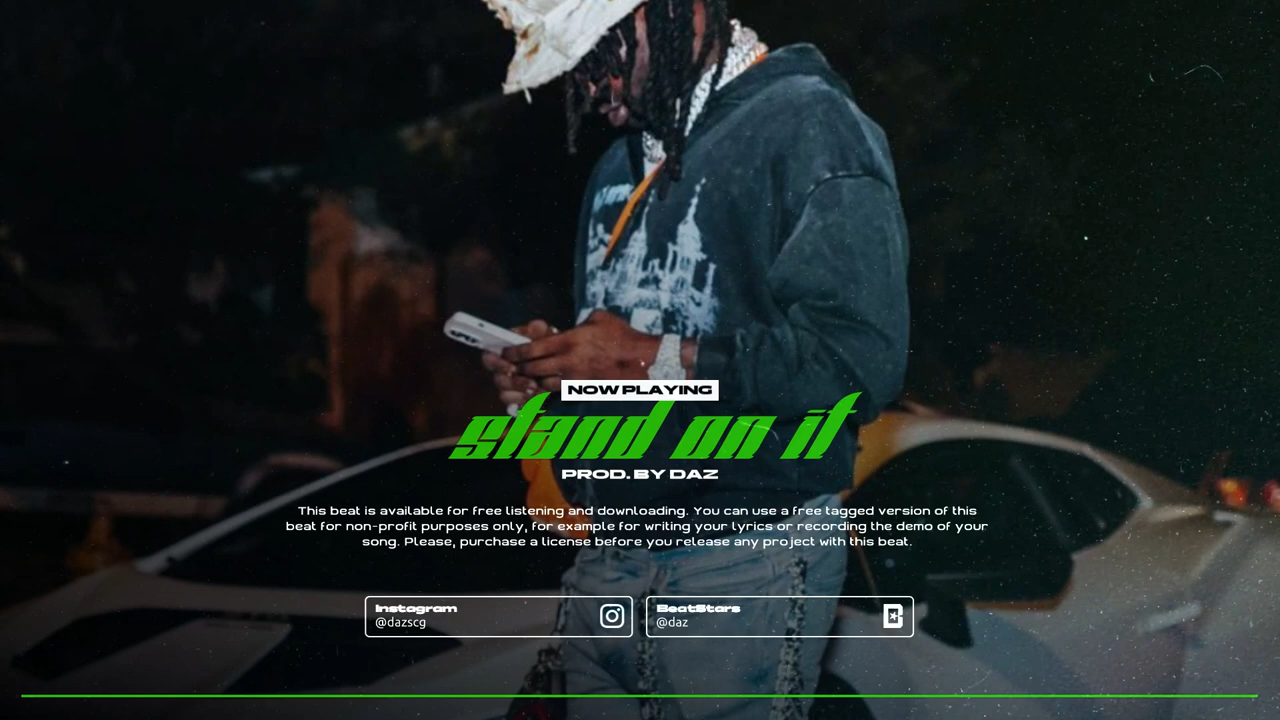 NOW PLAYING
stand on it
PROD. BY DAZ
This beat is available for free listening and downloading. You can use a free tagged version of this
beat for non-profit purposes only, for example for writing your lyrics or recording the demo of your
song. Please, purchase a license before you release any project with this beat.
Instagram
@dazscg
BeatStars
@daz